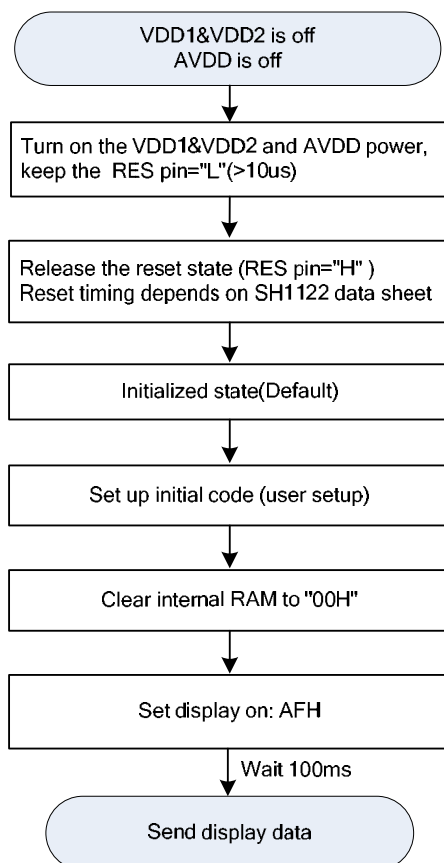 VDD1&VDD2 is off
AVDD is off
Turn on the VDD1&VDD2 and AVDD power,
keep the RES pin="L"(>10us)
Release the reset state (RES pin="H" )
Reset timing depends on SH1122 data sheet
Initialized state(Default)
Set up initial code (user setup)
Clear internal RAM to "00H"
Set display on: AFH
Wait 100ms
Send display data